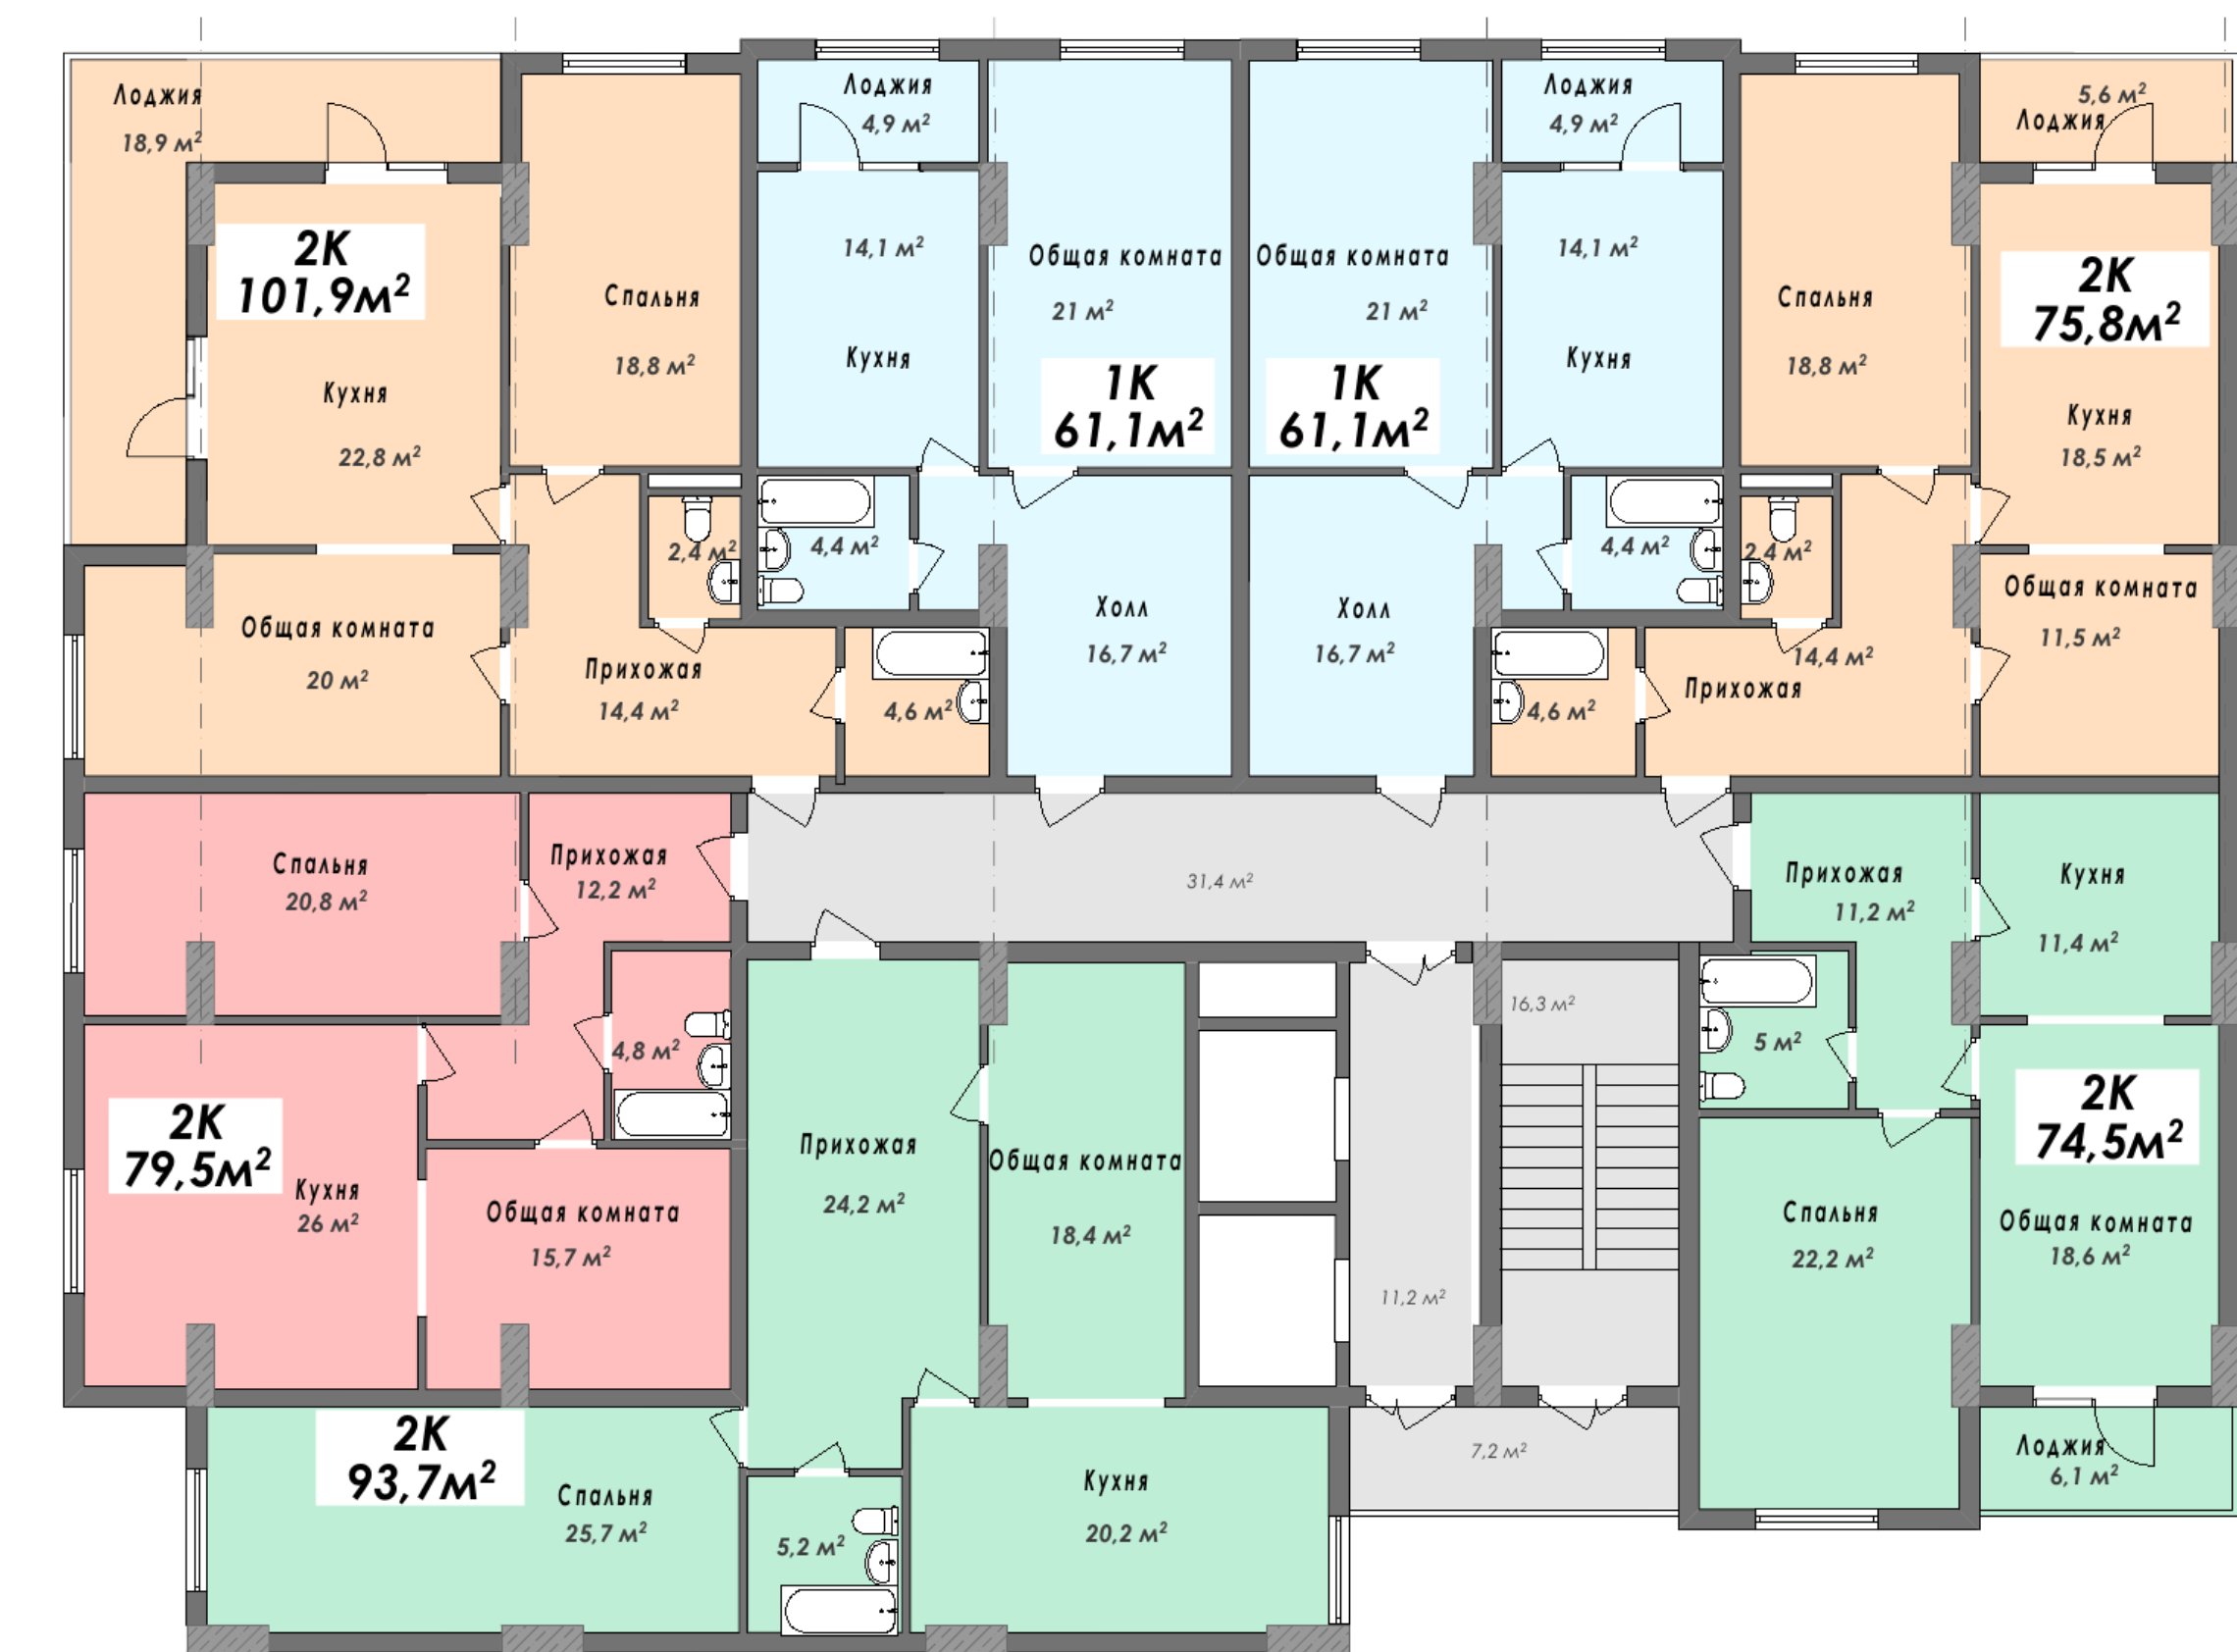 Лоджия
18,9 м²
2К
101,9м²
Кухня
22,8 м²
Спальня
18,8 м²
Общая комната
20 м²
Прихожая
14,4 м²
2,4 м²
4,6 м²
Лоджия
4,9 м²
14,1 м²
Кухня
4,4 м²
Общая комната
21 м²
1К
61,1м²
Холл
16,7 м²
Общая комната
21 м²
1К
61,1м²
Холл
16,7 м²
Лоджия
4,9 м²
14,1 м²
Кухня
4,4 м²
Спальня
18,8 м²
2,4 м²
14,4 м²
Прихожая
4,6 м²
5,6 м²
Лоджия
2К
75,8м²
Кухня
18,5 м²
Общая комната
11,5 м²
Спальня
20,8 м²
Прихожая
12,2 м²
4,8 м²
2К
79,5м²
Кухня
26 м²
Общая комната
15,7 м²
31,4 м²
Прихожая
24,2 м²
Общая комната
18,4 м²
2К
93,7м²
Спальня
25,7 м²
5,2 м²
Кухня
20,2 м²
16,3 м²
11,2 м²
7,2 м²
Прихожая
11,2 м²
Кухня
11,4 м²
5 м²
2К
74,5м²
Спальня
22,2 м²
Общая комната
18,6 м²
Лоджия
6,1 м²